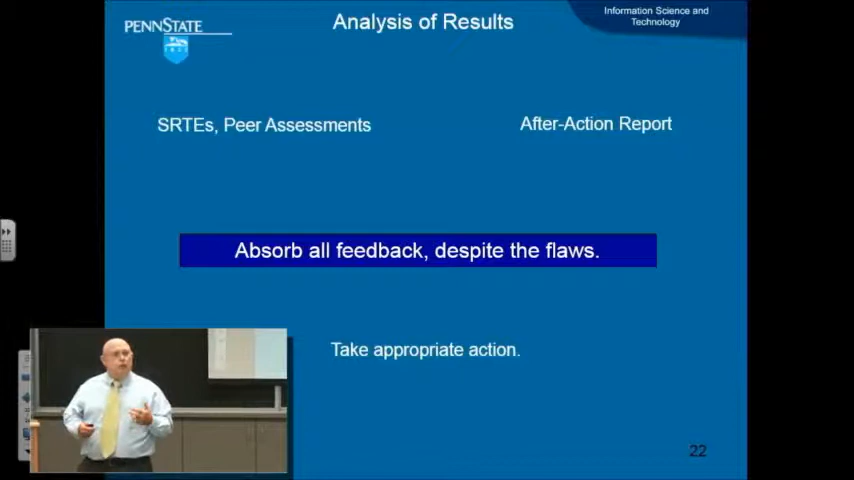 PENNSTATE
Analysis of Results
Information Science and
Technology
SRTEs, Peer Assessments
After-Action Report
Absorb all feedback, despite the flaws.
Take appropriate action.
22